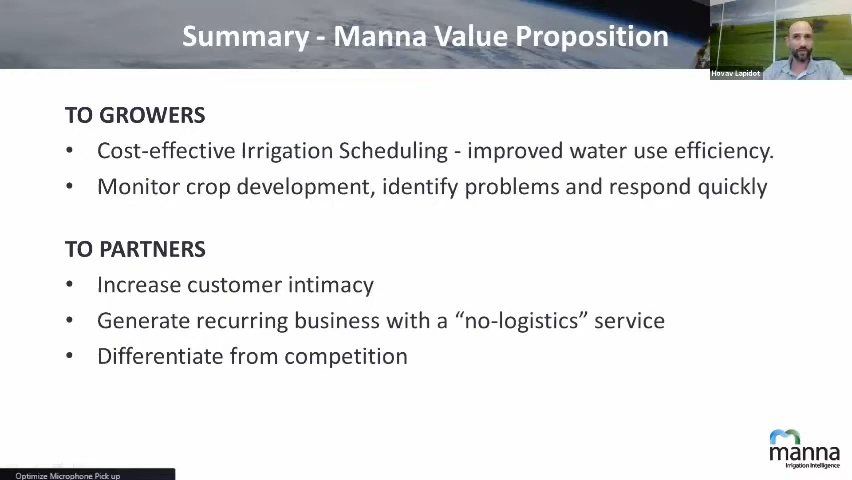 Summary - Manna Value Proposition
Hovav Lapidot
TO GROWERS
• Cost-effective Irrigation Scheduling - improved water use efficiency.
• Monitor crop development, identify problems and respond quickly
TO PARTNERS
• Increase customer intimacy
• Generate recurring business with a “no-logistics” service
• Differentiate from competition
manna
Irrigation Intelligence
Optimize Microphone Pick up